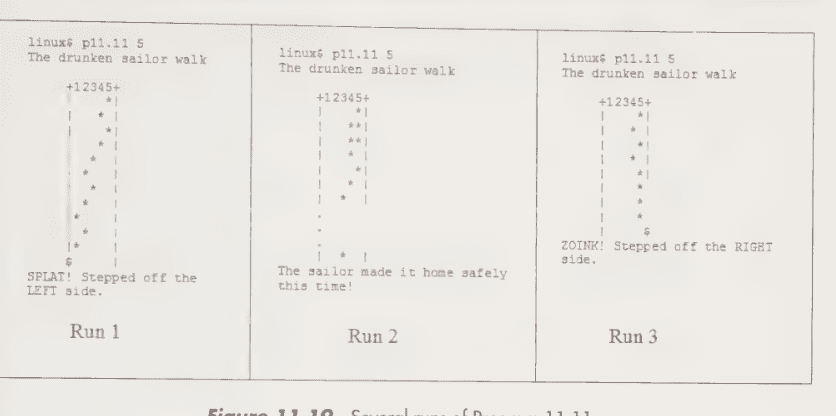 linux$ p11.11 5
The drunken sailor walk
+12345+
*|
| * |
| *|
| * |
* |
| * |
* |
| * |
* |
| * |
|* |
$ |
SPLAT! Stepped off the
LEFT side.
Run 1
linux$ p11.11 5
The drunken sailor walk
+12345+
| *|
| **|
| **|
| * |
| *|
| * |
| * |
.
.
.
| * |
The sailor made it home safely
this time!
Run 2
linux$ p11.11 5
The drunken sailor walk
+12345+
| *|
| * |
| *|
| * |
| *|
| *
| *
| *
| $
ZOINK! Stepped off the RIGHT
side.
Run 3
Figure 11.19 Several runs of Program 11.11